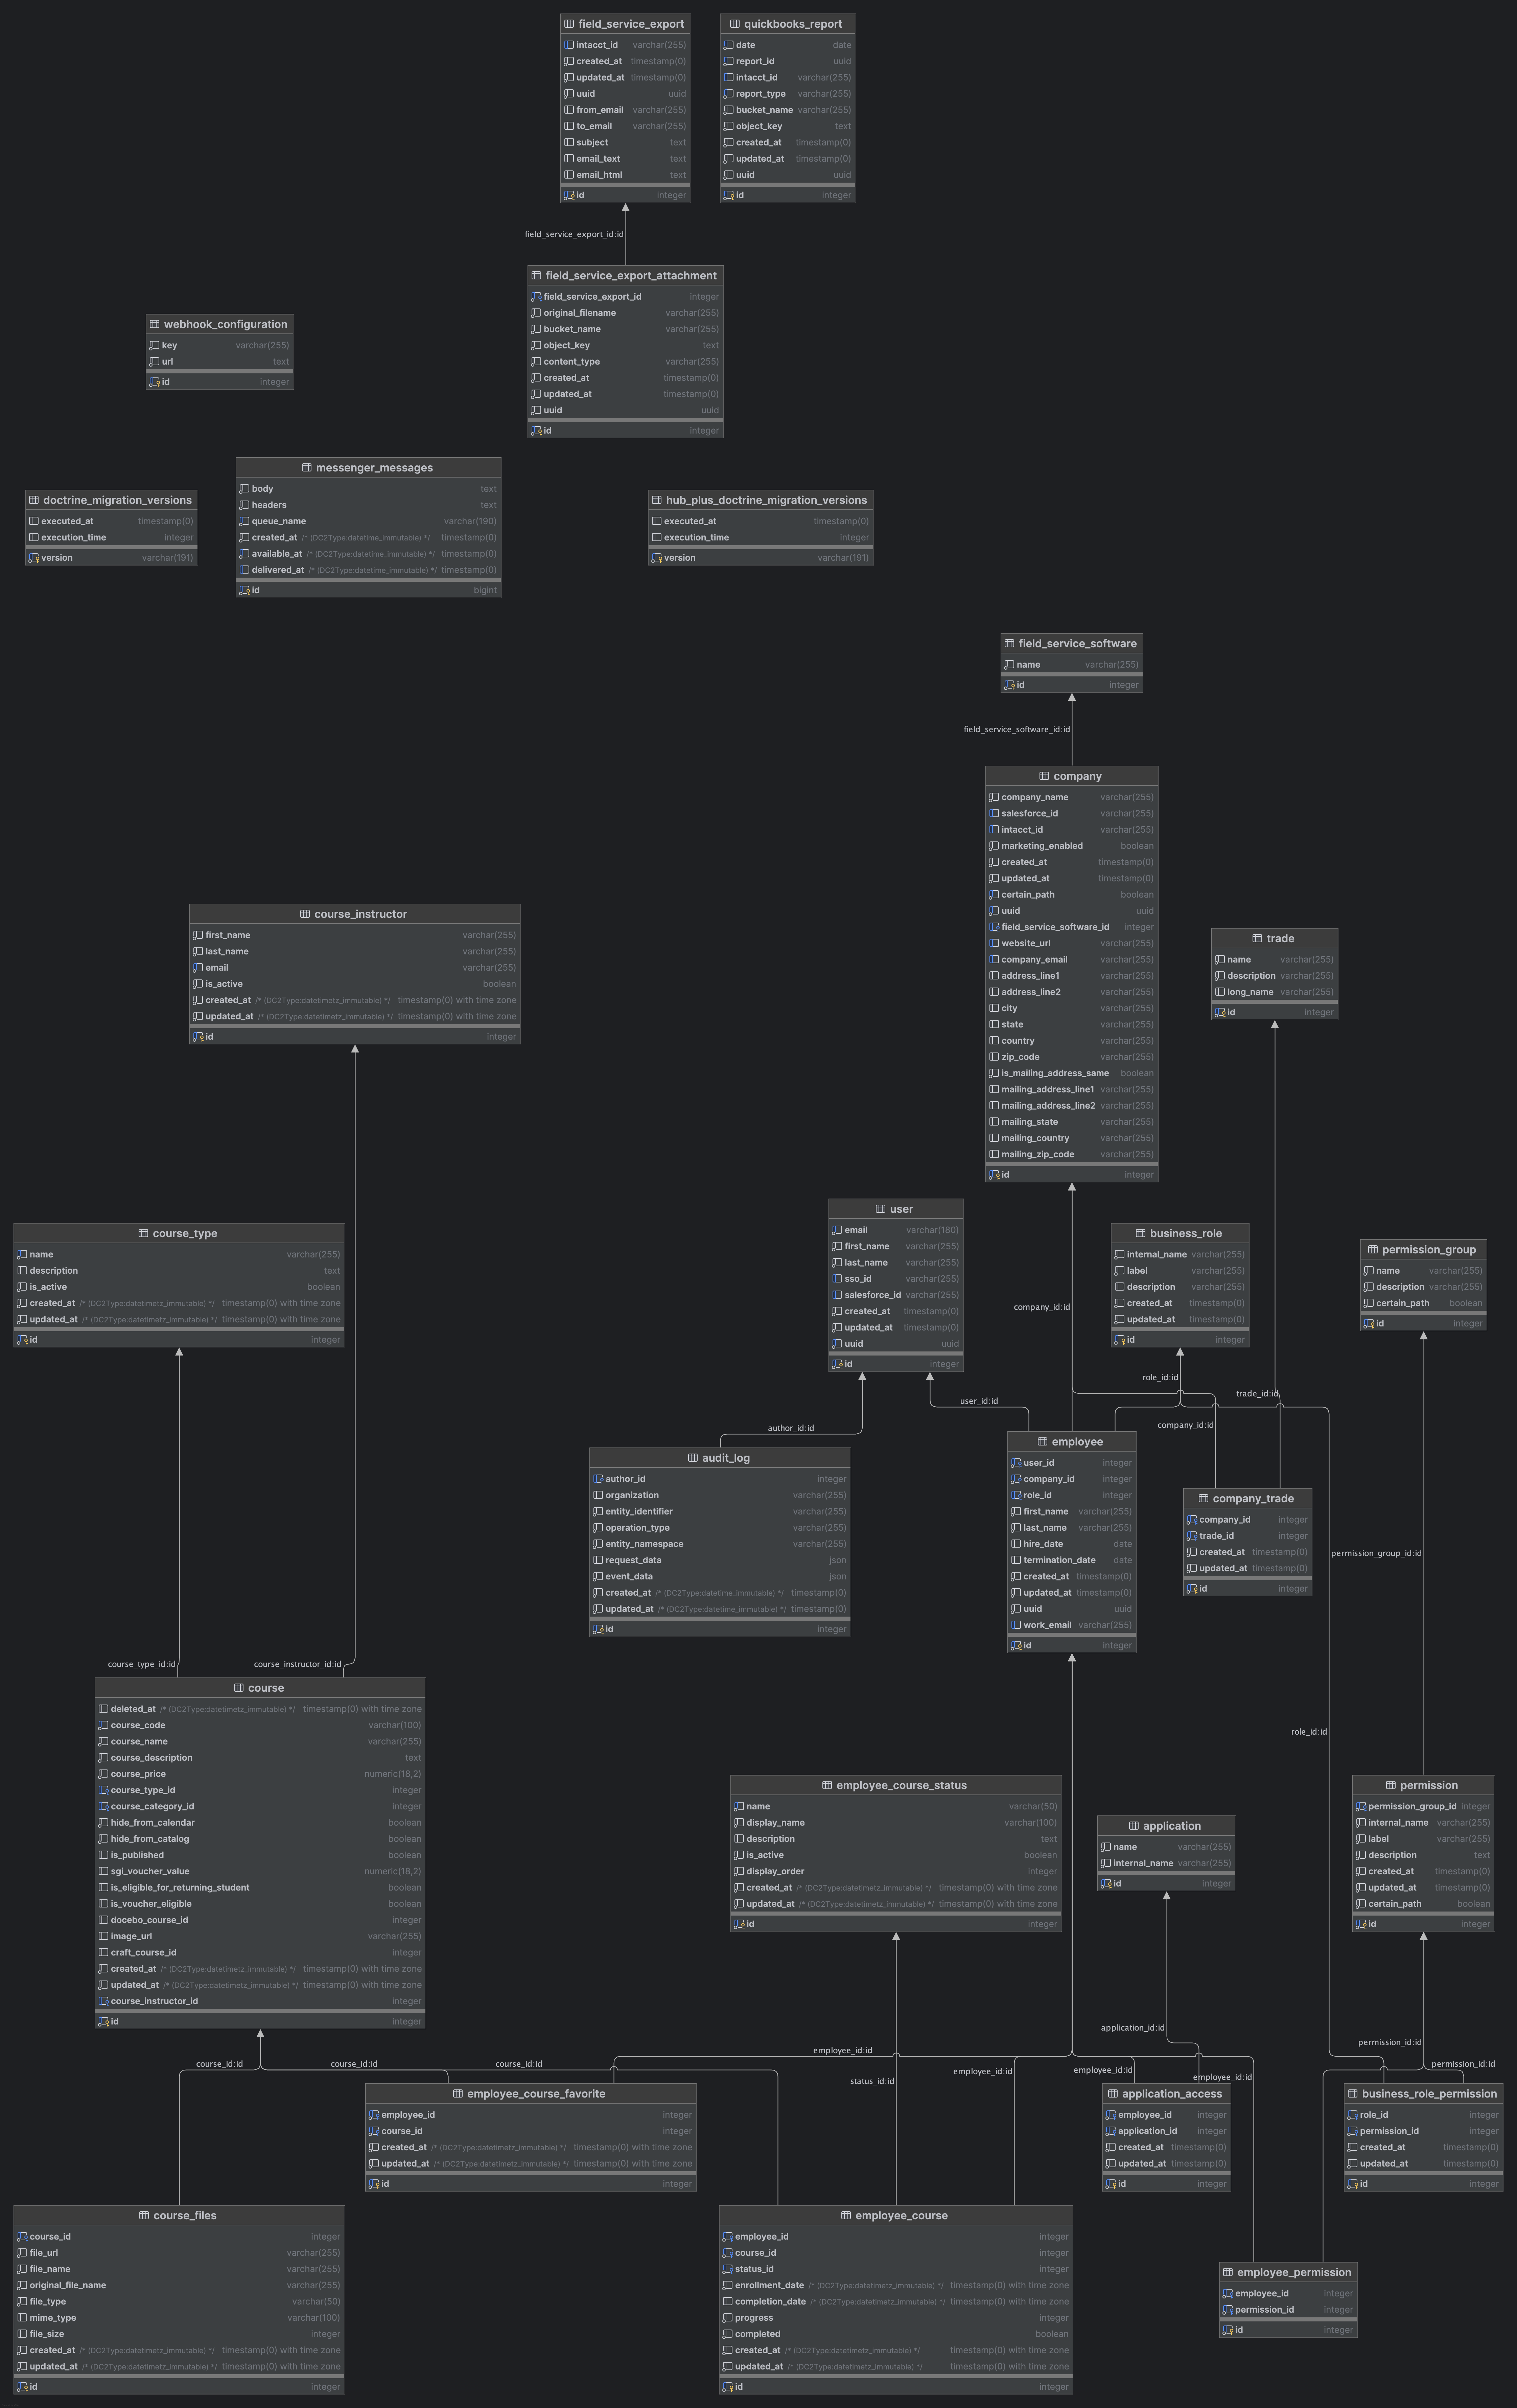 field_service_export
intacct_id varchar(255)
created_at timestamp(0)
updated_at timestamp(0)
uuid uuid
from_email varchar(255)
to_email varchar(255)
subject text
email_text text
email_html text
id integer
quickbooks_report
date date
report_id uuid
intacct_id varchar(255)
report_type varchar(255)
bucket_name varchar(255)
object_key text
created_at timestamp(0)
updated_at timestamp(0)
uuid uuid
id integer
field_service_export_id:id
field_service_export_attachment
field_service_export_id integer
original_filename varchar(255)
bucket_name varchar(255)
object_key text
content_type varchar(255)
created_at timestamp(0)
updated_at timestamp(0)
uuid uuid
id integer
webhook_configuration
key varchar(255)
url text
id integer
doctrine_migration_versions
executed_at timestamp(0)
execution_time integer
version varchar(191)
messenger_messages
body text
headers text
queue_name varchar(190)
created_at /* (DC2Type:datetime_immutable) */ timestamp(0)
available_at /* (DC2Type:datetime_immutable) */ timestamp(0)
delivered_at /* (DC2Type:datetime_immutable) */ timestamp(0)
id bigint
hub_plus_doctrine_migration_versions
executed_at timestamp(0)
execution_time integer
version varchar(191)
field_service_software
name varchar(255)
id integer
field_service_software_id:id
company
company_name varchar(255)
salesforce_id varchar(255)
intacct_id varchar(255)
marketing_enabled boolean
created_at timestamp(0)
updated_at timestamp(0)
certain_path boolean
uuid uuid
field_service_software_id integer
website_url varchar(255)
company_email varchar(255)
address_line1 varchar(255)
address_line2 varchar(255)
city varchar(255)
state varchar(255)
country varchar(255)
zip_code varchar(255)
is_mailing_address_same boolean
mailing_address_line1 varchar(255)
mailing_address_line2 varchar(255)
mailing_state varchar(255)
mailing_country varchar(255)
mailing_zip_code varchar(255)
id integer
course_instructor
first_name varchar(255)
last_name varchar(255)
email varchar(255)
is_active boolean
created_at /* (DC2Type:datetimetz_immutable) */ timestamp(0) with time zone
updated_at /* (DC2Type:datetimetz_immutable) */ timestamp(0) with time zone
id integer
trade
name varchar(255)
description varchar(255)
long_name varchar(255)
id integer
course_type
name varchar(255)
description text
is_active boolean
created_at /* (DC2Type:datetimetz_immutable) */ timestamp(0) with time zone
updated_at /* (DC2Type:datetimetz_immutable) */ timestamp(0) with time zone
id integer
user
email varchar(180)
first_name varchar(255)
last_name varchar(255)
sso_id varchar(255)
salesforce_id varchar(255)
created_at timestamp(0)
updated_at timestamp(0)
uuid uuid
id integer
company_id:id
business_role
internal_name varchar(255)
label varchar(255)
description varchar(255)
created_at timestamp(0)
updated_at timestamp(0)
id integer
permission_group
name varchar(255)
description varchar(255)
certain_path boolean
id integer
role_id:id
trade_id:id
user_id:id
author_id:id
company_id:id
audit_log
author_id integer
organization varchar(255)
entity_identifier varchar(255)
operation_type varchar(255)
entity_namespace varchar(255)
request_data json
event_data json
created_at /* (DC2Type:datetime_immutable) */ timestamp(0)
updated_at /* (DC2Type:datetime_immutable) */ timestamp(0)
id integer
employee
user_id integer
company_id integer
role_id integer
first_name varchar(255)
last_name varchar(255)
hire_date date
termination_date date
created_at timestamp(0)
updated_at timestamp(0)
uuid uuid
work_email varchar(255)
id integer
company_trade
company_id integer
trade_id integer
created_at timestamp(0)
updated_at timestamp(0)
id integer
permission_group_id:id
course_type_id:id
course_instructor_id:id
course
deleted_at /* (DC2Type:datetimetz_immutable) */ timestamp(0) with time zone
course_code varchar(100)
course_name varchar(255)
course_description text
course_price numeric(18,2)
course_type_id integer
course_category_id integer
hide_from_calendar boolean
hide_from_catalog boolean
is_published boolean
sgi_voucher_value numeric(18,2)
is_eligible_for_returning_student boolean
is_voucher_eligible boolean
docebo_course_id integer
image_url varchar(255)
craft_course_id integer
created_at /* (DC2Type:datetimetz_immutable) */ timestamp(0) with time zone
updated_at /* (DC2Type:datetimetz_immutable) */ timestamp(0) with time zone
course_instructor_id integer
id integer
role_id:id
employee_course_status
name varchar(50)
display_name varchar(100)
description text
is_active boolean
display_order integer
created_at /* (DC2Type:datetimetz_immutable) */ timestamp(0) with time zone
updated_at /* (DC2Type:datetimetz_immutable) */ timestamp(0) with time zone
id integer
application
name varchar(255)
internal_name varchar(255)
id integer
permission
permission_group_id integer
internal_name varchar(255)
label varchar(255)
description text
created_at timestamp(0)
updated_at timestamp(0)
certain_path boolean
id integer
application_id:id
permission_id:id
employee_id:id
course_id:id
course_id:id
course_id:id
status_id:id
employee_id:id
employee_id:id
employee_id:id
permission_id:id
employee_course_favorite
employee_id integer
course_id integer
created_at /* (DC2Type:datetimetz_immutable) */ timestamp(0) with time zone
updated_at /* (DC2Type:datetimetz_immutable) */ timestamp(0) with time zone
id integer
application_access
employee_id integer
application_id integer
created_at timestamp(0)
updated_at timestamp(0)
id integer
business_role_permission
role_id integer
permission_id integer
created_at timestamp(0)
updated_at timestamp(0)
id integer
course_files
course_id integer
file_url varchar(255)
file_name varchar(255)
original_file_name varchar(255)
file_type varchar(50)
mime_type varchar(100)
file_size integer
created_at /* (DC2Type:datetimetz_immutable) */ timestamp(0) with time zone
updated_at /* (DC2Type:datetimetz_immutable) */ timestamp(0) with time zone
id integer
employee_course
employee_id integer
course_id integer
status_id integer
enrollment_date /* (DC2Type:datetimetz_immutable) */ timestamp(0) with time zone
completion_date /* (DC2Type:datetimetz_immutable) */ timestamp(0) with time zone
progress integer
completed boolean
created_at /* (DC2Type:datetimetz_immutable) */ timestamp(0) with time zone
updated_at /* (DC2Type:datetimetz_immutable) */ timestamp(0) with time zone
id integer
employee_permission
employee_id integer
permission_id integer
id integer